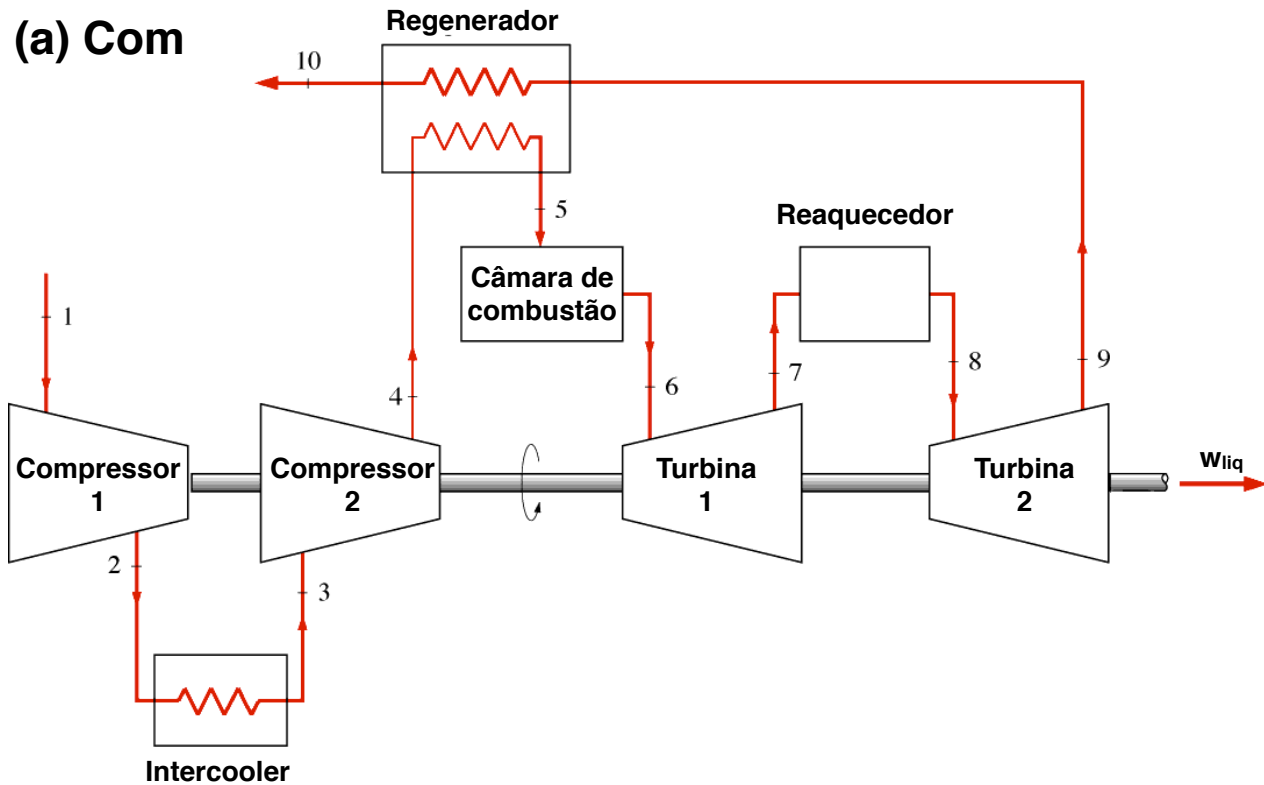 (a) Com
Regenerador
10
5
Reaquecedor
Câmara de
combustão
1
4
6
7
8
9
Compressor
1
Compressor
2
Turbina
1
Turbina
2
wliq
2
3
Intercooler